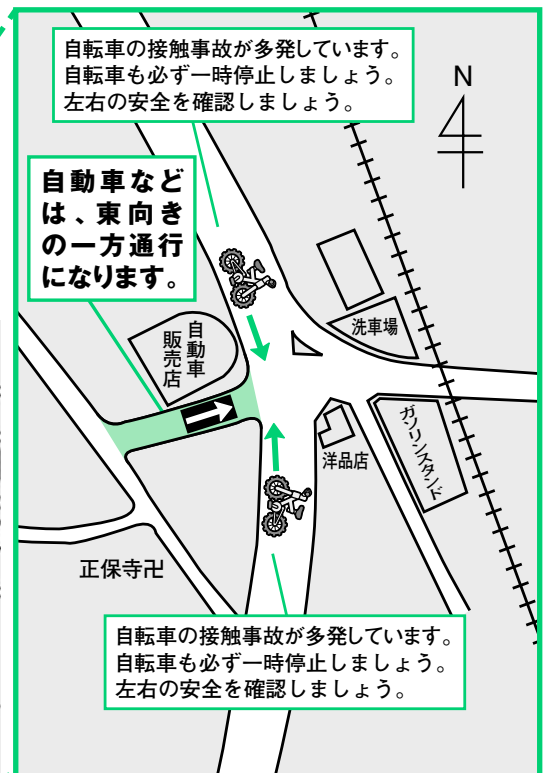 自転車の接触事故が多発しています。
自転車も必ず一時停止しましょう。
左右の安全を確認しましょう。
N
自動車など
は、東向き
の一方通行
になります。
洗車場
自動車
販売店
ガソリンスタンド
洋品店
正保寺卍
自転車の接触事故が多発しています。
自転車も必ず一時停止しましょう。
左右の安全を確認しましょう。